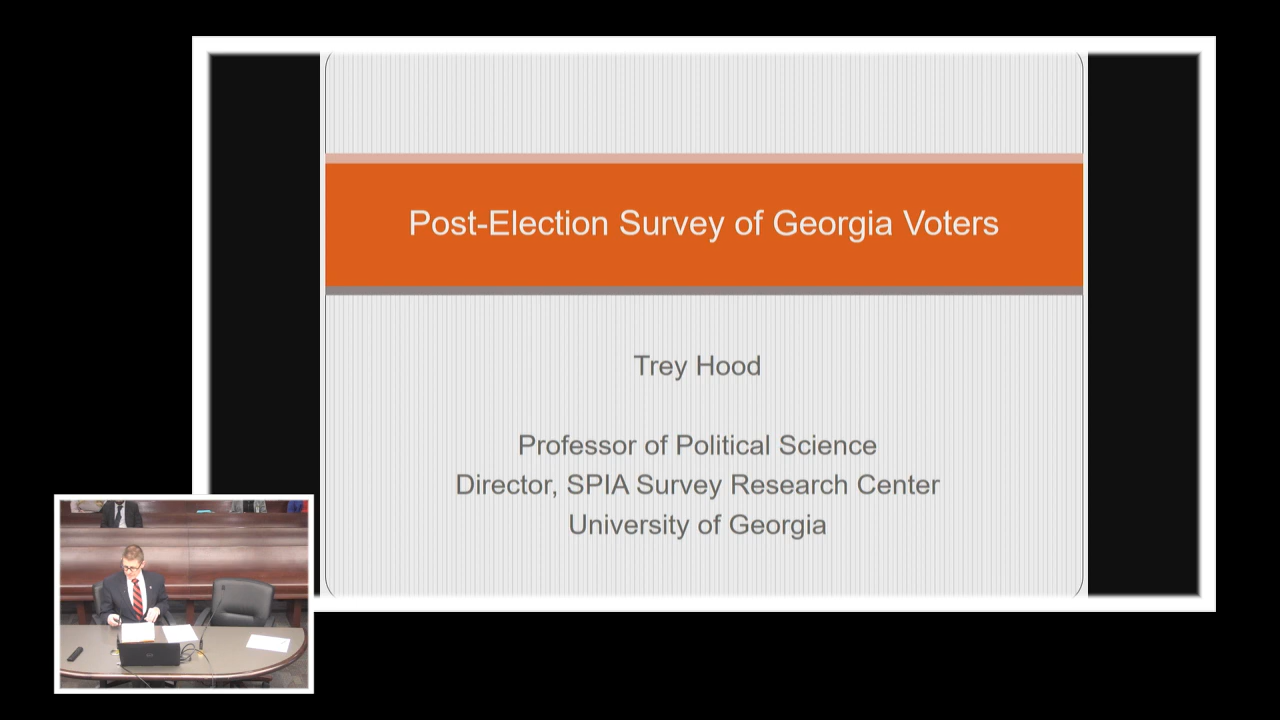 Post-Election Survey of Georgia Voters
Trey Hood
Professor of Political Science
Director, SPIA Survey Research Center
University of Georgia